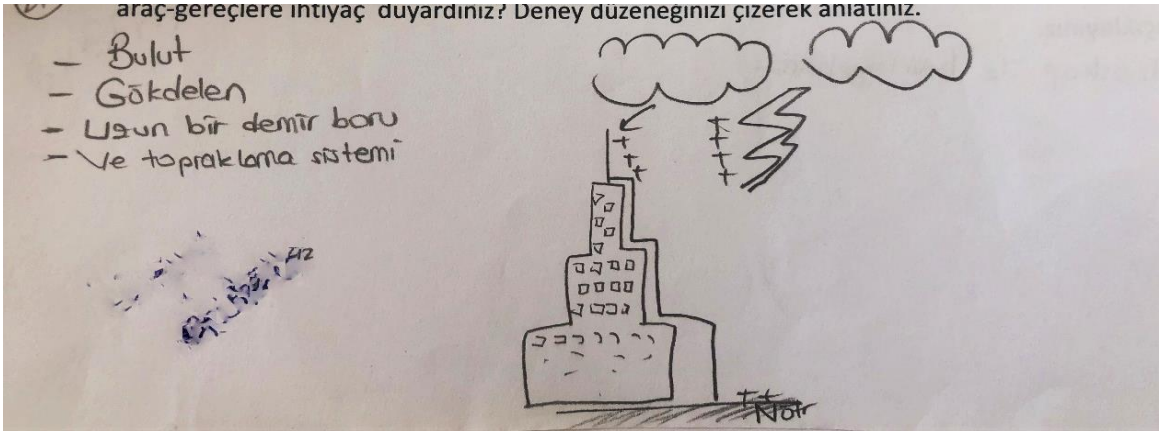 araç-gereçlere ihtiyaç duyardınız? Deney düzeneğinizi çizerek anlatınız.
- Bulut
- Gökdelen
- Uzun bir demir boru
- Ve topraklama sistemi
+
+
+
+
+
+
+
+ +
Nötr